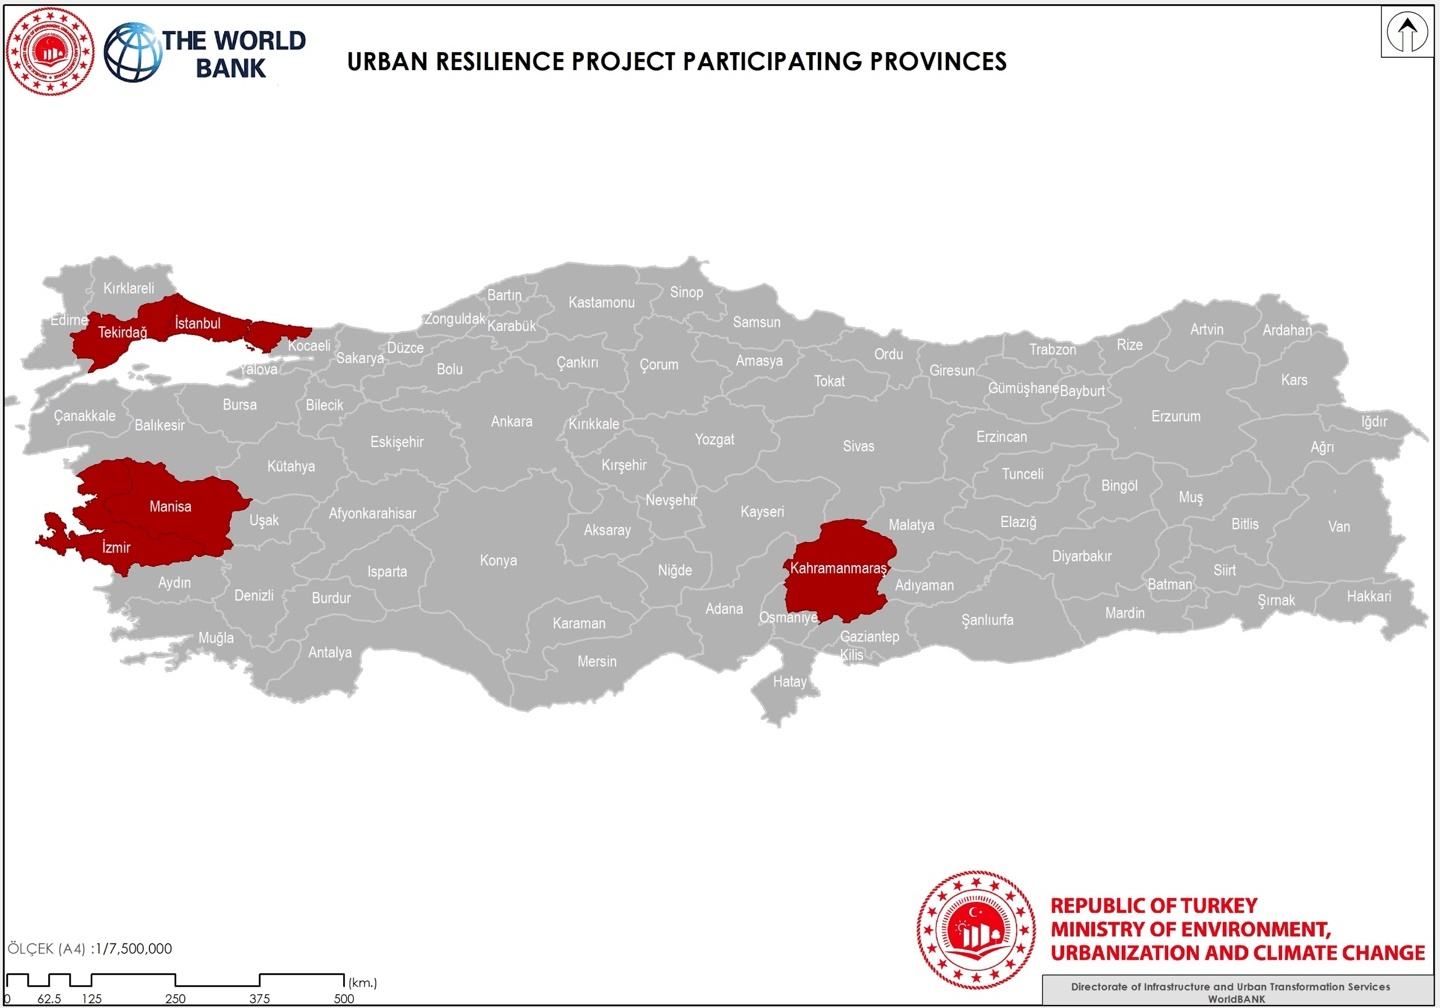 THE WORLD
BANK
URBAN RESILIENCE PROJECT PARTICIPATING PROVINCES
Kırklareli
Edirne
Tekirdağ
İstanbul
Kocaeli
Yalova
Sakarya
Düzce
Zonguldak
Bartın
Karabük
Kastamonu
Sinop
Samsun
Bolu
Çankırı
Çorum
Amasya
Tokat
Ordu
Giresun
Trabzon
Rize
Artvin
Ardahan
Gümüşhane
Bayburt
Kars
Çanakkale
Balıkesir
Bursa
Bilecik
Eskişehir
Ankara
Kırıkkale
Yozgat
Sivas
Erzincan
Erzurum
Iğdır
Ağrı
Kütahya
Kırşehir
Nevşehir
Kayseri
Tunceli
Bingöl
Muş
Manisa
Uşak
Afyonkarahisar
Aksaray
Malatya
Elazığ
Bitlis
Van
İzmir
Konya
Isparta
Niğde
Kahramanmaraş
Diyarbakır
Siirt
Aydın
Denizli
Burdur
Adana
Adıyaman
Batman
Şırnak
Hakkari
Karaman
Osmaniye
Şanlıurfa
Mardin
Muğla
Antalya
Mersin
Gaziantep
Kilis
Hatay
ÖLÇEK (A4) :1/7,500,000
(km.)
0 62.5 125 250 375 500
REPUBLIC OF TURKEY
MINISTRY OF ENVIRONMENT,
URBANIZATION AND CLIMATE CHANGE
Directorate of Infrastructure and Urban Transformation Services
WorldBANK